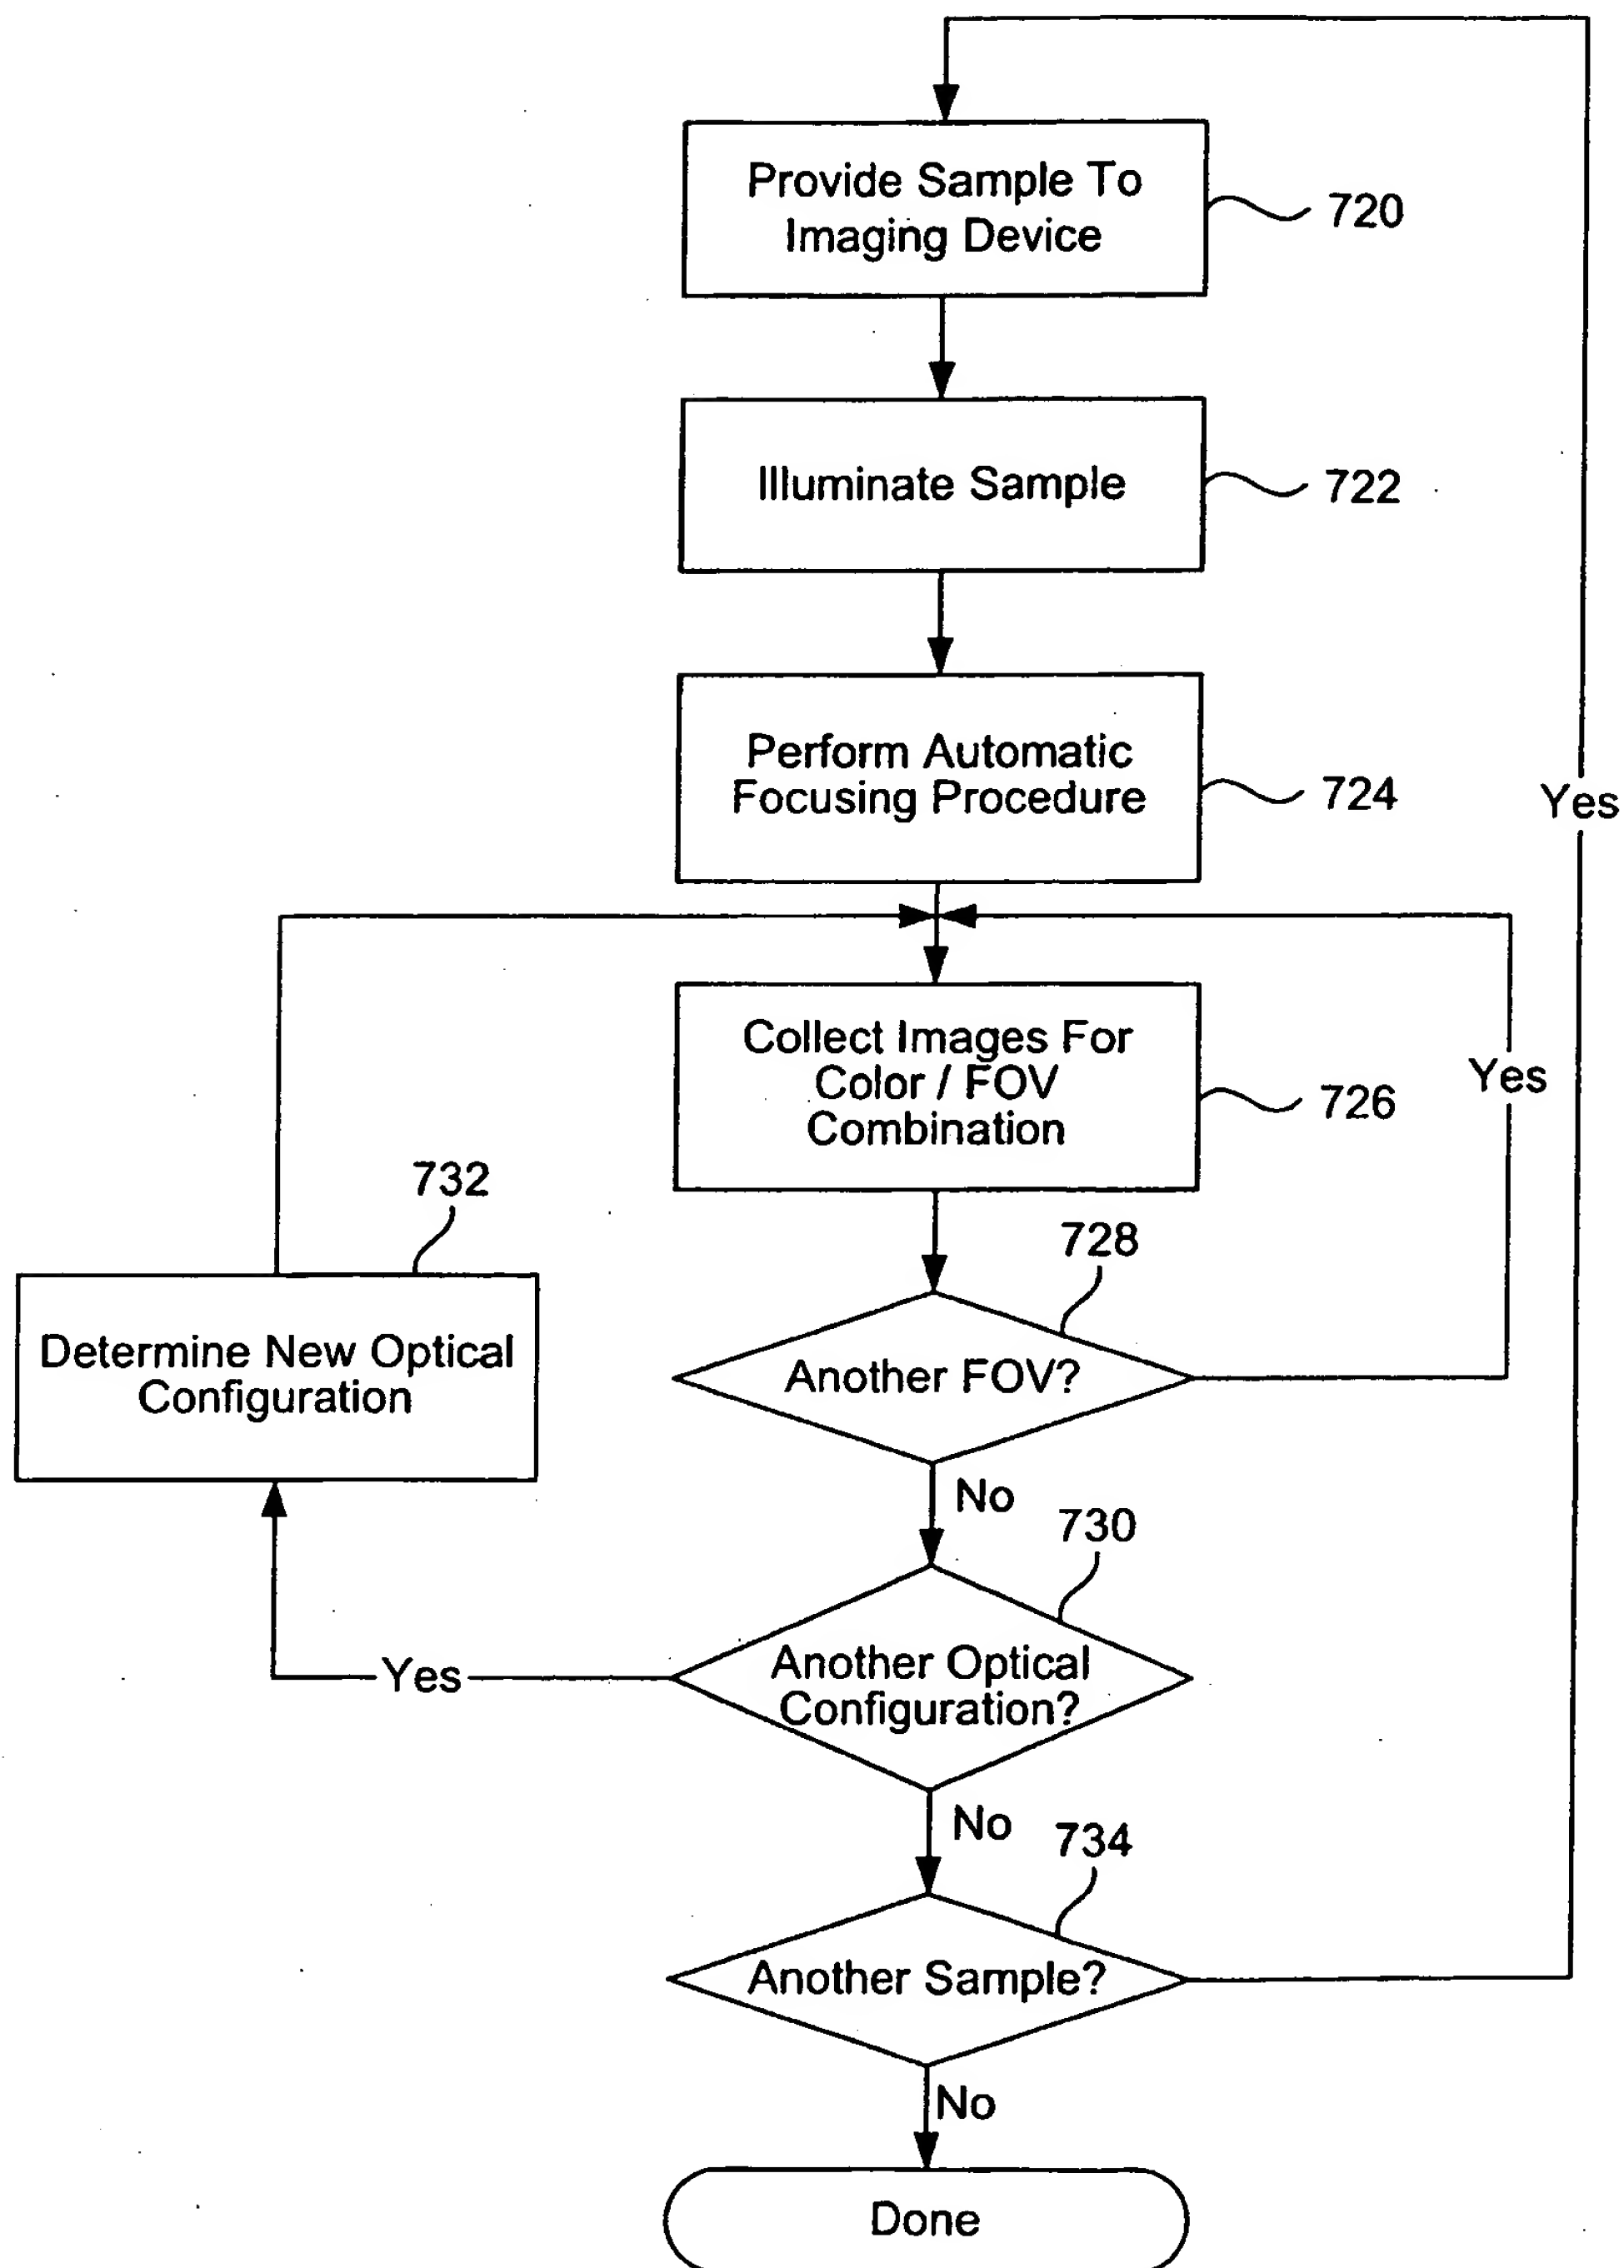 Provide Sample To
Imaging Device
720
Illuminate Sample
722
Perform Automatic
Focusing Procedure
724
Yes
Collect Images For
Color / FOV
Combination
726
Yes
732
Determine New Optical
Configuration
728
Another FOV?
No
730
Another Optical
Configuration?
Yes
No
734
Another Sample?
No
Done